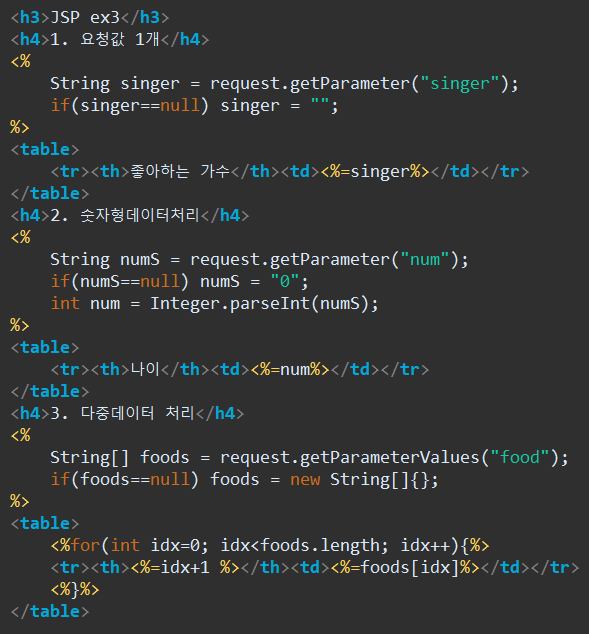 <h3>JSP ex3</h3>
<h4>1. 요청값 1개</h4>
<%
    String singer = request.getParameter("singer");
    if(singer==null) singer = "";
%>
<table>
    <tr><th>좋아하는 가수</th><td><%=singer%></td></tr>
</table>
<h4>2. 숫자형데이터처리</h4>
<%
    String numS = request.getParameter("num");
    if(numS==null) numS = "0";
    int num = Integer.parseInt(numS);
%>
<table>
    <tr><th>나이</th><td><%=num%></td></tr>
</table>
<h4>3. 다중데이터 처리</h4>
<%
    String[] foods = request.getParameterValues("food");
    if(foods==null) foods = new String[]{};
%>
<table>
    <%for(int idx=0; idx<foods.length; idx++){%>
    <tr><th><%=idx+1 %></th><td><%=foods[idx]%></td></tr>
    <%}%>
</table>